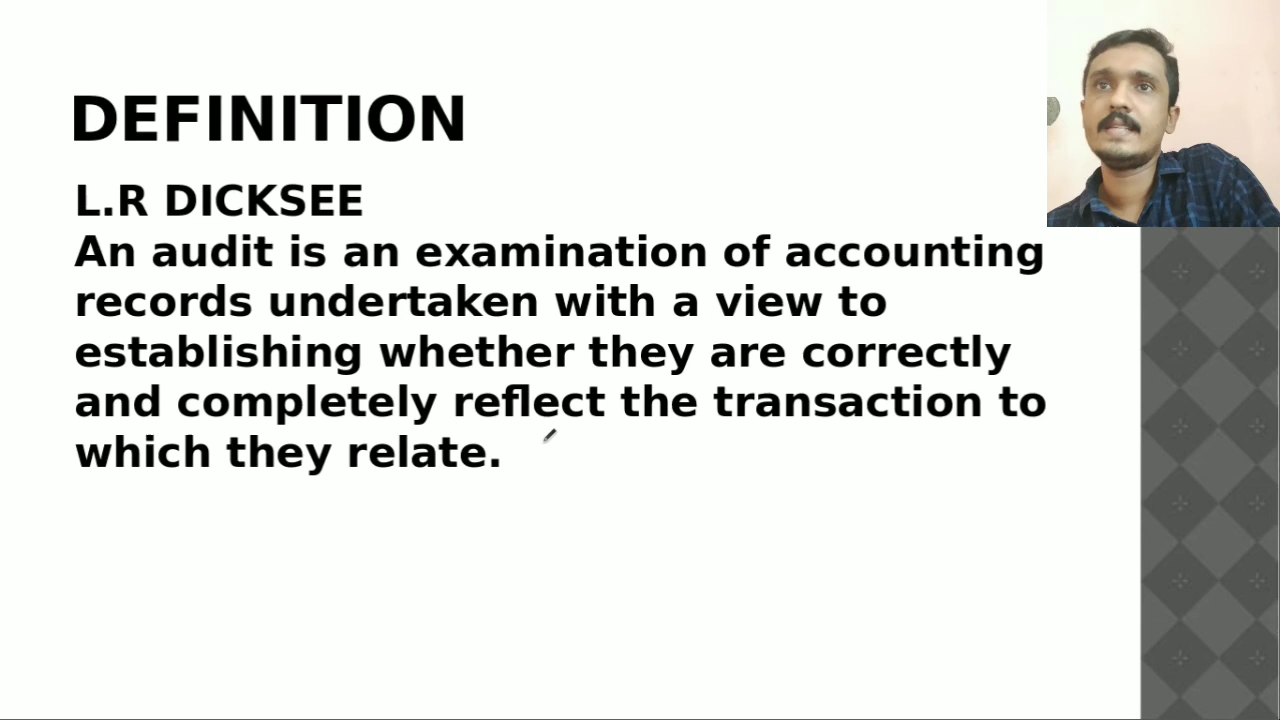 DEFINITION
L.R DICKSEE
An audit is an examination of accounting
records undertaken with a view to
establishing whether they are correctly
and completely reflect the transaction to
which they relate.